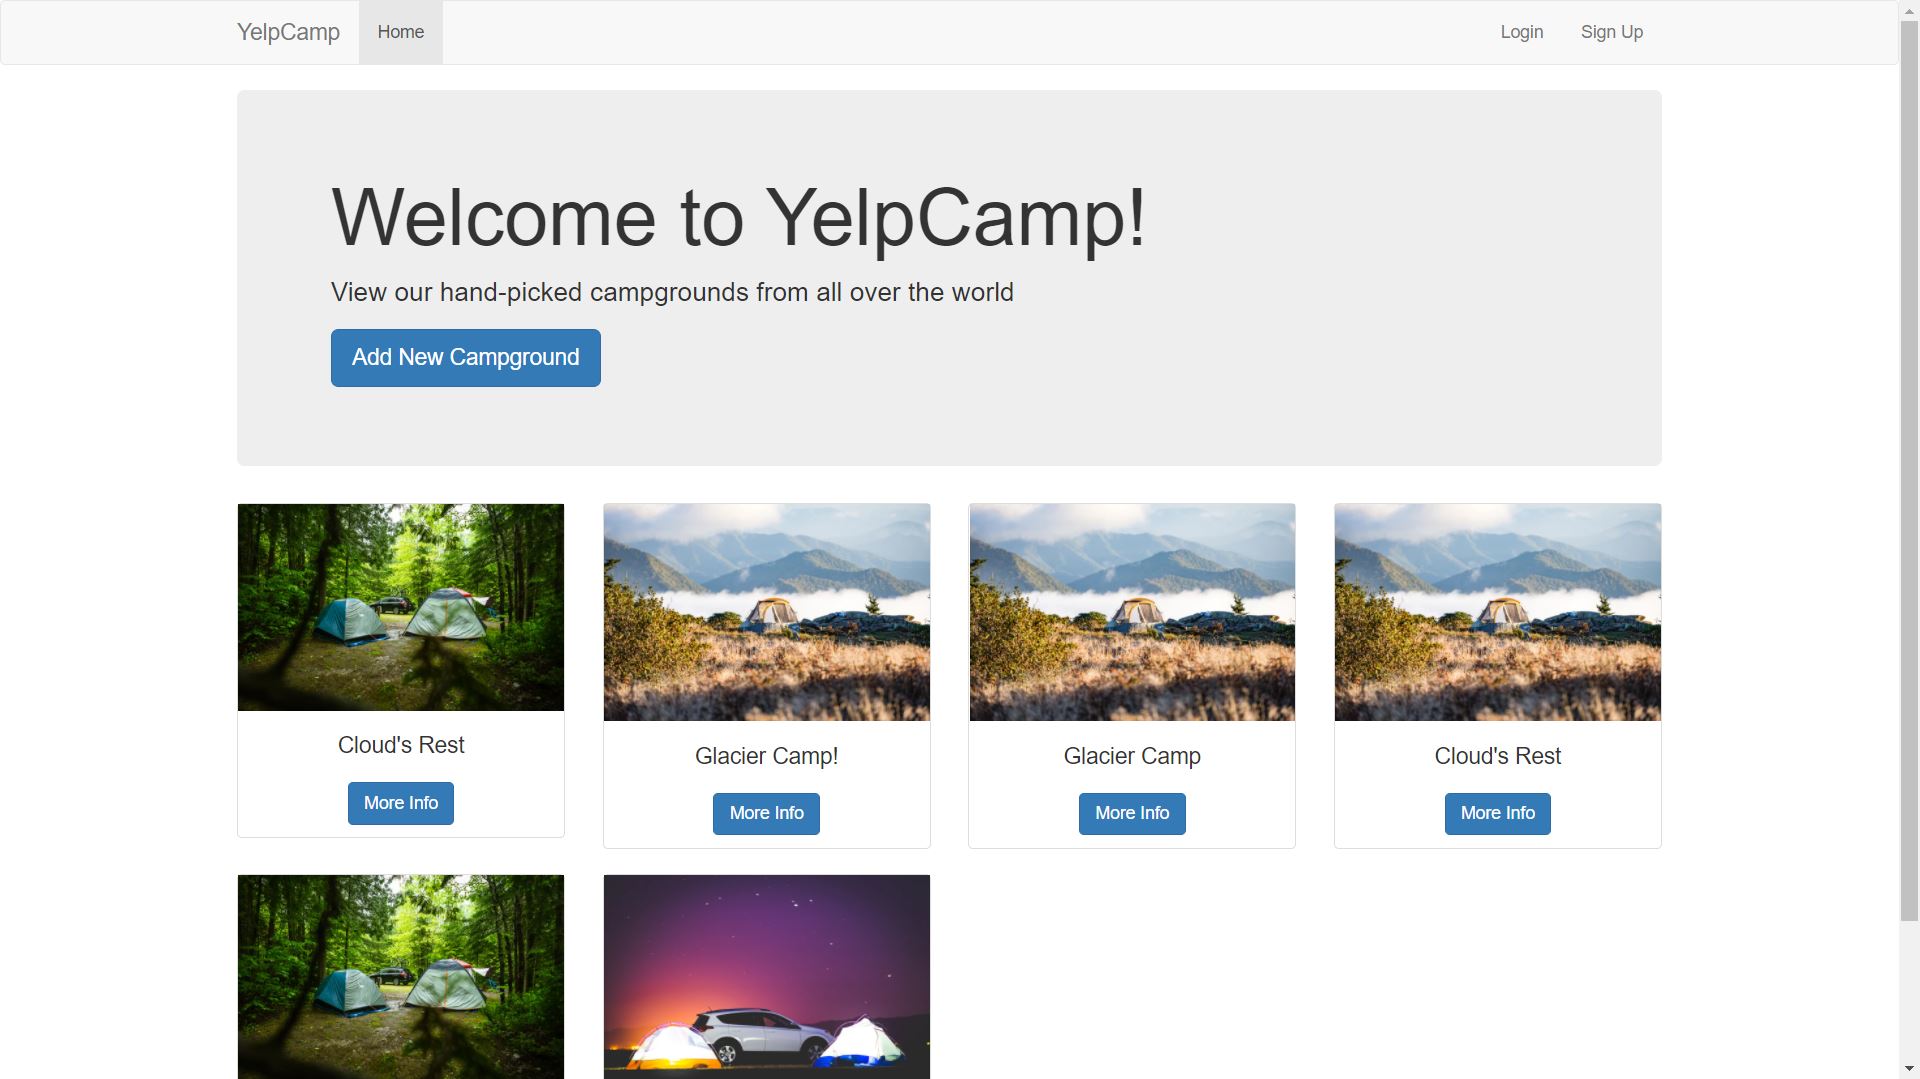 YelpCamp Home Login Sign Up
Welcome to YelpCamp!
View our hand-picked campgrounds from all over the world
Add New Campground
Cloud's Rest
More Info
Glacier Camp!
More Info
Glacier Camp
More Info
Cloud's Rest
More Info